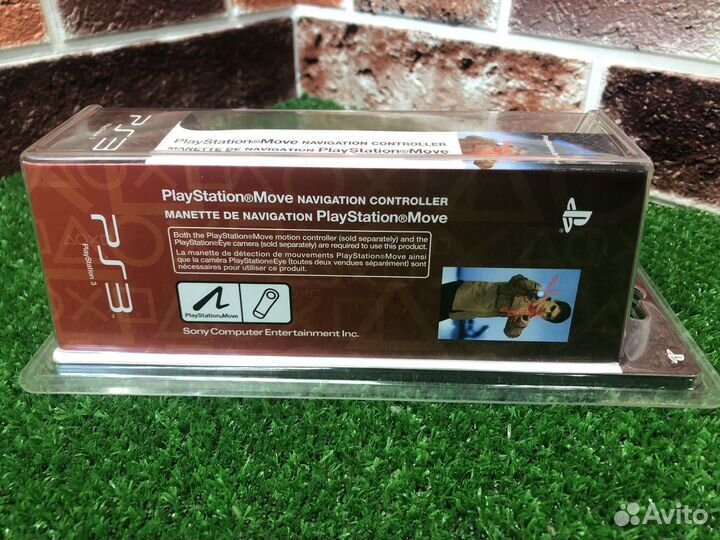 PS3
PlayStation®Move NAVIGATION CONTROLLER
MANETTE DE NAVIGATION PlayStation®Move
PlayStation®Move NAVIGATION CONTROLLER
MANETTE DE NAVIGATION PlayStation®Move
Both the PlayStation®Move motion controller (sold separately) and the
PlayStation®Eye camera (sold separately) are required to use this product.
La manette de détection de mouvements PlayStation®Move ainsi
que la caméra PlayStation®Eye (toutes deux vendues séparément) sont
nécessaires pour utiliser ce produit.
PS3
PlayStation 3
PlayStation®Move
Sony Computer Entertainment Inc.
Avito